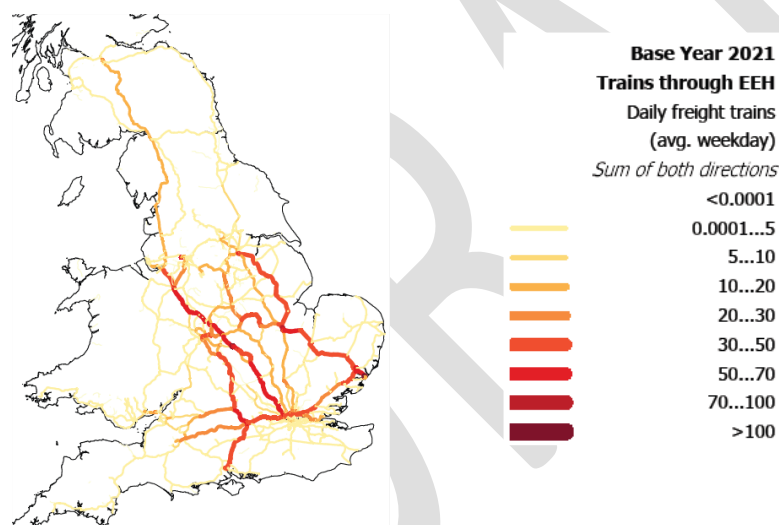 Base Year 2021
Trains through EEH
Daily freight trains
(avg. weekday)
Sum of both directions
<0.0001
0.0001...5
5...10
10...20
20...30
30...50
50...70
70...100
>100